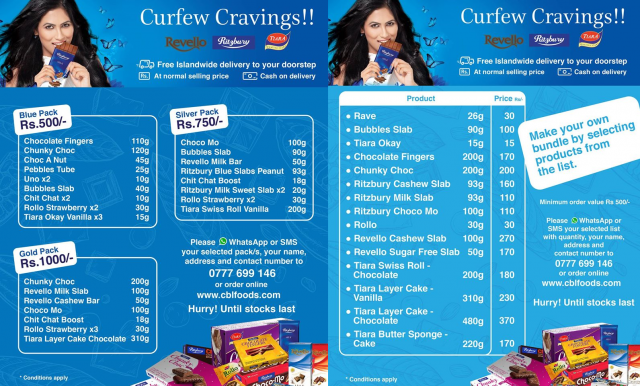 Curfew Cravings!!
Revello Ritzbury TIARA
Free Islandwide delivery to your doorstep
Rs. At normal selling price Cash on delivery
Blue Pack
Rs.500/-
Chocolate Fingers 110g
Chunky Choc 120g
Choc A Nut 45g
Pebbles Tube 25g
Uno x2 10g
Bubbles Slab 40g
Chit Chat x2 10g
Rollo Strawberry x2 30g
Tiara Okay Vanilla x3 15g
Silver Pack
Rs.750/-
Choco Mo 100g
Bubbles Slab 90g
Revello Milk Bar 50g
Ritzbury Blue Slabs Peanut 93g
Chit Chat Boost 18g
Ritzbury Milk Sweet Slab x2 20g
Rollo Strawberry x2 30g
Tiara Swiss Roll Vanilla 200g
Gold Pack
Rs.1000/-
Chunky Choc 200g
Revello Milk Slab 100g
Revello Cashew Bar 50g
Choco Mo 100g
Chit Chat Boost 18g
Rollo Strawberry x3 30g
Tiara Layer Cake Chocolate 310g
Please WhatsApp or SMS
your selected pack/s, your name,
address and contact number to
0777 699 146
or order online
www.cblfoods.com
Hurry! Until stocks last
Choco-Mo
* Conditions apply
Curfew Cravings!!
Revello Ritzbury TIARA
Free Islandwide delivery to your doorstep
Rs. At normal selling price Cash on delivery
Product Price Rs/-
• Rave 26g 30
• Bubbles Slab 90g 100
• Tiara Okay 15g 15
• Chocolate Fingers 200g 170
• Chunky Choc 200g 200
• Ritzbury Cashew Slab 93g 160
• Ritzbury Milk Slab 93g 110
• Ritzbury Choco Mo 100g 110
• Rollo 30g 30
• Revello Cashew Slab 100g 270
• Revello Sugar Free Slab 50g 170
• Tiara Swiss Roll -
Chocolate 200g 180
• Tiara Layer Cake -
Vanilla 310g 230
• Tiara Layer Cake -
Chocolate 480g 370
• Tiara Butter Sponge -
Cake 220g 170
Make your own
bundle by selecting
products from
the list.
Minimum order value Rs 500/-
Please WhatsApp or
SMS your selected list
with quantity, your name,
address and
contact number to
0777 699 146
or order online
www.cblfoods.com
Hurry! Until stocks last
Choco-Mo
* Conditions apply